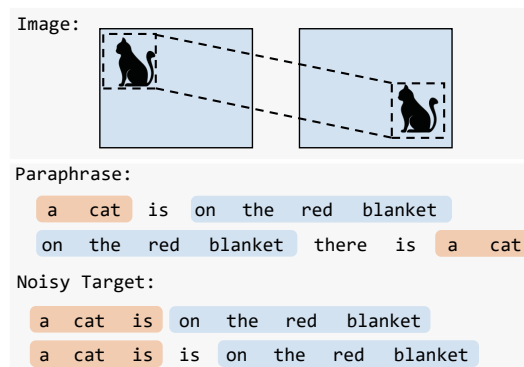 Image:
Paraphrase:
a cat is on the red blanket
on the red blanket there is a cat
Noisy Target:
a cat is on the red blanket
a cat is is on the red blanket